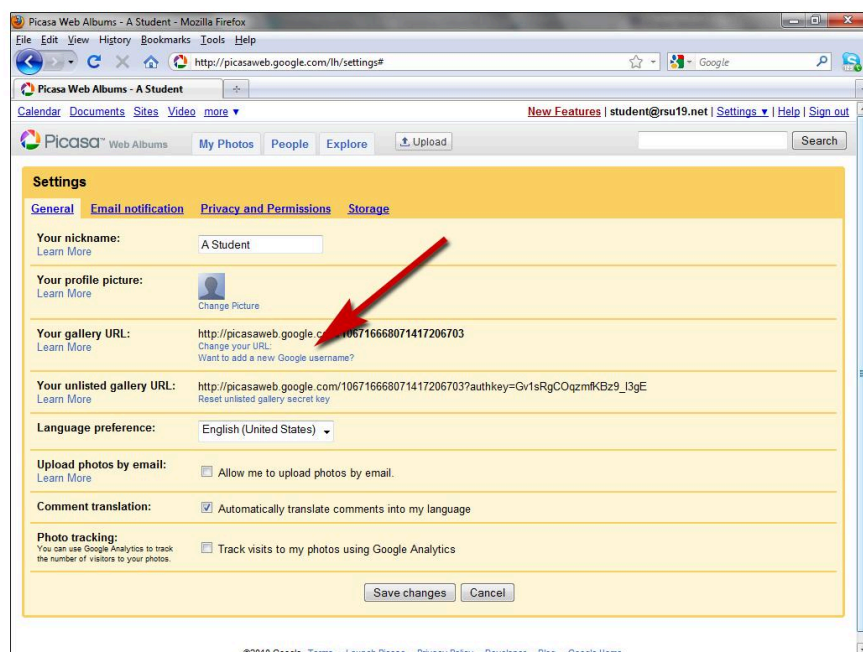 Picasa Web Albums - A Student - Mozilla Firefox
File Edit View History Bookmarks Tools Help
http://picasaweb.google.com/lh/settings#
Google
Picasa Web Albums - A Student
Calendar Documents Sites Video more ▼ New Features | student@rsu19.net | Settings ▼ | Help | Sign out
Picasa™ Web Albums My Photos People Explore Upload Search
Settings
General Email notification Privacy and Permissions Storage
Your nickname: A Student
Learn More
Your profile picture:
Learn More
Change Picture
Your gallery URL: http://picasaweb.google.com/106716668071417206703
Learn More Change your URL:
Want to add a new Google username?
Your unlisted gallery URL: http://picasaweb.google.com/106716668071417206703?authkey=Gv1sRgCOqzmfKBz9_I3gE
Learn More Reset unlisted gallery secret key
Language preference: English (United States)
Upload photos by email:
Learn More Allow me to upload photos by email.
Comment translation: Automatically translate comments into my language
Photo tracking:
You can use Google Analytics to track
the number of visitors to your photos.
Track visits to my photos using Google Analytics
Save changes Cancel